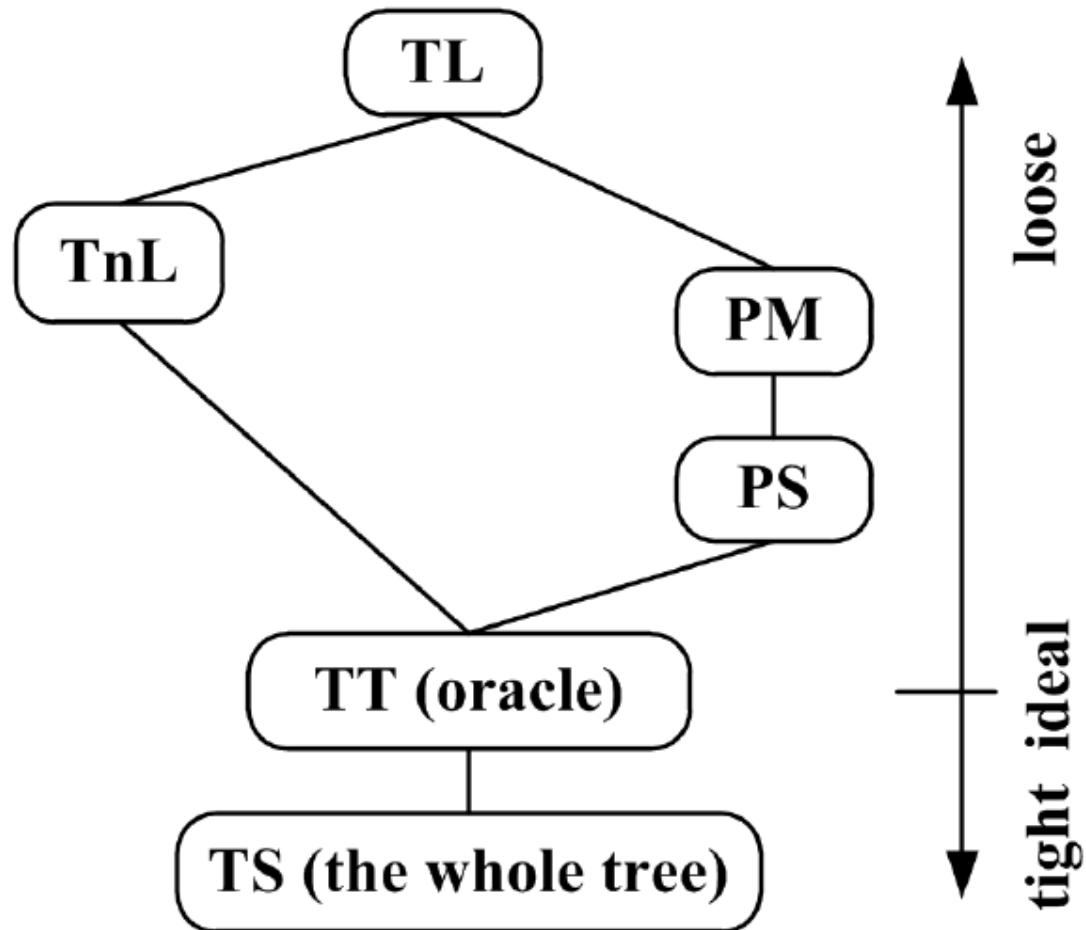 TL
TnL
PM
PS
TT (oracle)
TS (the whole tree)
loose
ideal
tight